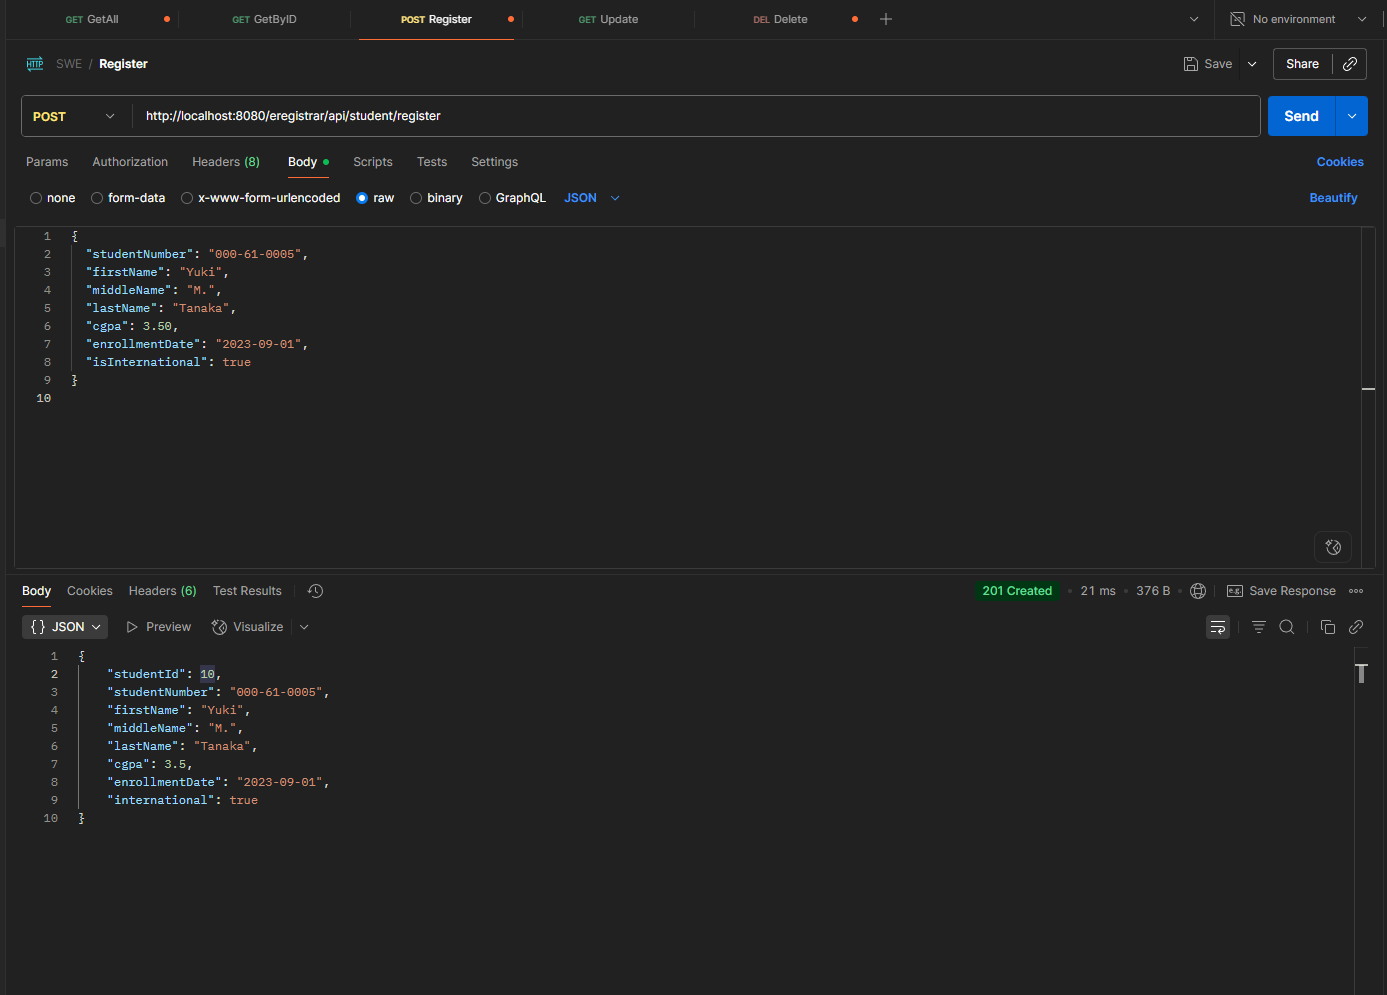 GET GetAll GET GetByID POST Register GET Update DEL Delete No environment
HTTP SWE / Register Save Share
POST http://localhost:8080/eregistrar/api/student/register Send
Params Authorization Headers (8) Body Scripts Tests Settings Cookies
none form-data x-www-form-urlencoded raw binary GraphQL JSON Beautify
1 {
2 "studentNumber": "000-61-0005",
3 "firstName": "Yuki",
4 "middleName": "M.",
5 "lastName": "Tanaka",
6 "cgpa": 3.50,
7 "enrollmentDate": "2023-09-01",
8 "isInternational": true
9 }
10
Body Cookies Headers (6) Test Results 201 Created 21 ms 376 B e.g. Save Response
{} JSON Preview Visualize
1 {
2 "studentId": 10,
3 "studentNumber": "000-61-0005",
4 "firstName": "Yuki",
5 "middleName": "M.",
6 "lastName": "Tanaka",
7 "cgpa": 3.5,
8 "enrollmentDate": "2023-09-01",
9 "international": true
10 }